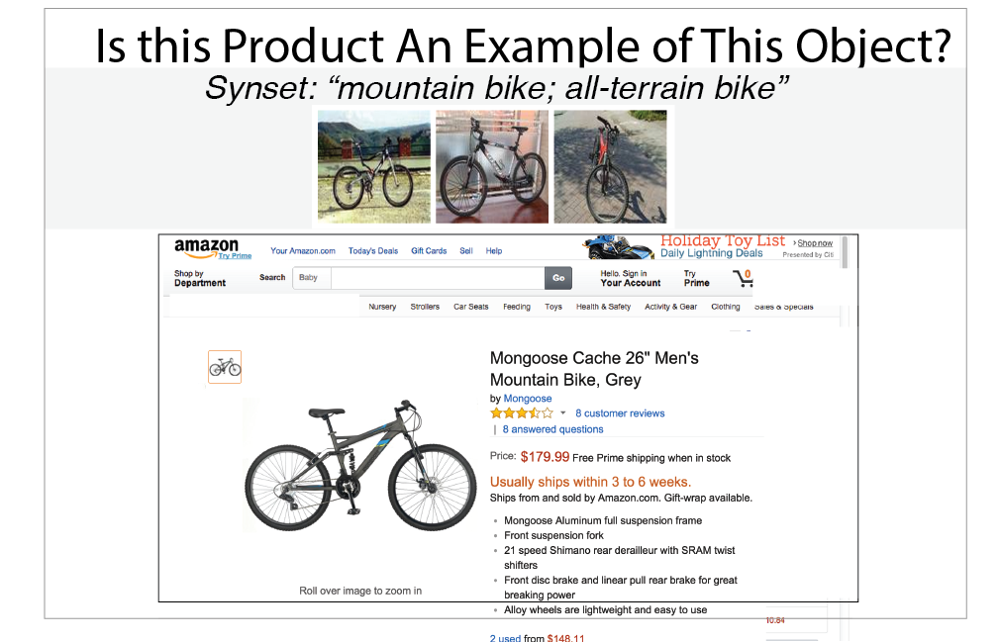 Is this Product An Example of This Object?
Synset: “mountain bike; all-terrain bike”
amazon
Try Prime
Your Amazon.com Today's Deals Gift Cards Sell Help
Holiday Toy List
Daily Lightning Deals
› Shop now
Presented by Citi
Shop by
Department
Search Baby Go
Hello. Sign in
Your Account
Try
Prime
0
Nursery Strollers Car Seats Feeding Toys Health & Safety Activity & Gear Clothing Sales & Specials
Mongoose Cache 26" Men's
Mountain Bike, Grey
by Mongoose
8 customer reviews
| 8 answered questions
Price: $179.99 Free Prime shipping when in stock
Usually ships within 3 to 6 weeks.
Ships from and sold by Amazon.com. Gift-wrap available.
• Mongoose Aluminum full suspension frame
• Front suspension fork
• 21 speed Shimano rear derailleur with SRAM twist
shifters
• Front disc brake and linear pull rear brake for great
breaking power
• Alloy wheels are lightweight and easy to use
Roll over image to zoom in
10.84
2 used from $148.11